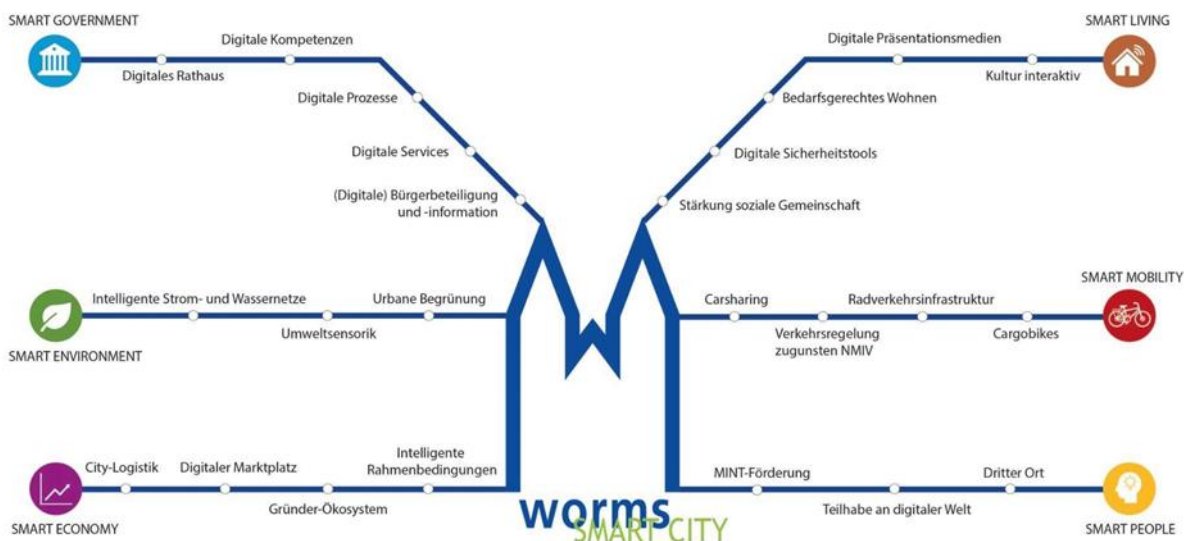 SMART GOVERNMENT
Digitales Rathaus
Digitale Kompetenzen
Digitale Prozesse
Digitale Services
(Digitale) Bürgerbeteiligung
und -information
SMART LIVING
Digitale Präsentationsmedien
Kultur interaktiv
Bedarfsgerechtes Wohnen
Digitale Sicherheitstools
Stärkung soziale Gemeinschaft
Intelligente Strom- und Wassernetze
Umweltsensorik
Urbane Begrünung
SMART ENVIRONMENT
SMART MOBILITY
Carsharing
Verkehrsregelung
zugunsten NMIV
Radverkehrsinfrastruktur
Cargobikes
City-Logistik
Digitaler Marktplatz
Gründer-Ökosystem
Intelligente
Rahmenbedingungen
SMART ECONOMY
MINT-Förderung
Teilhabe an digitaler Welt
Dritter Ort
SMART PEOPLE
worms
SMART CITY